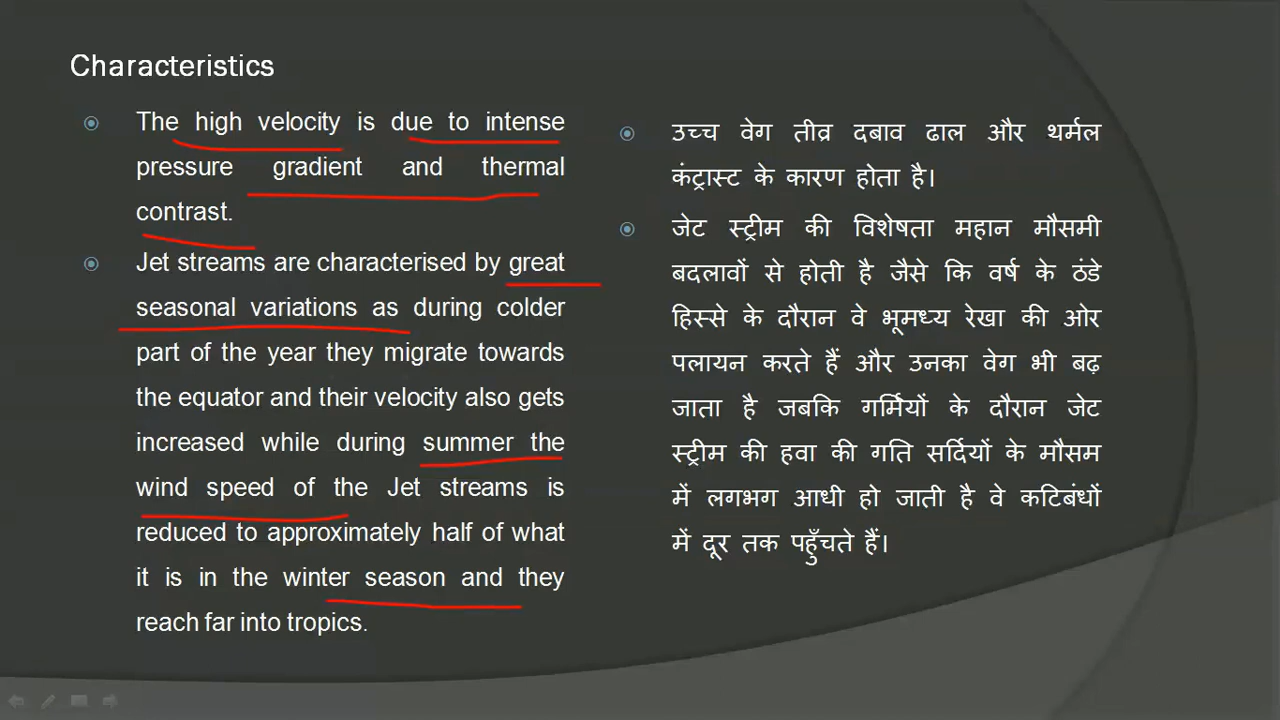 Characteristics
The high velocity is due to intense
pressure gradient and thermal
contrast.
Jet streams are characterised by great
seasonal variations as during colder
part of the year they migrate towards
the equator and their velocity also gets
increased while during summer the
wind speed of the Jet streams is
reduced to approximately half of what
it is in the winter season and they
reach far into tropics.
उच्च वेग तीव्र दबाव ढाल और थर्मल
कंट्रास्ट के कारण होता है।
जेट स्ट्रीम की विशेषता महान मौसमी
बदलावों से होती है जैसे कि वर्ष के ठंडे
हिस्से के दौरान वे भूमध्य रेखा की ओर
पलायन करते हैं और उनका वेग भी बढ़
जाता है जबकि गर्मियों के दौरान जेट
स्ट्रीम की हवा की गति सर्दियों के मौसम
में लगभग आधी हो जाती है वे कटिबंधों
में दूर तक पहुँचते हैं।